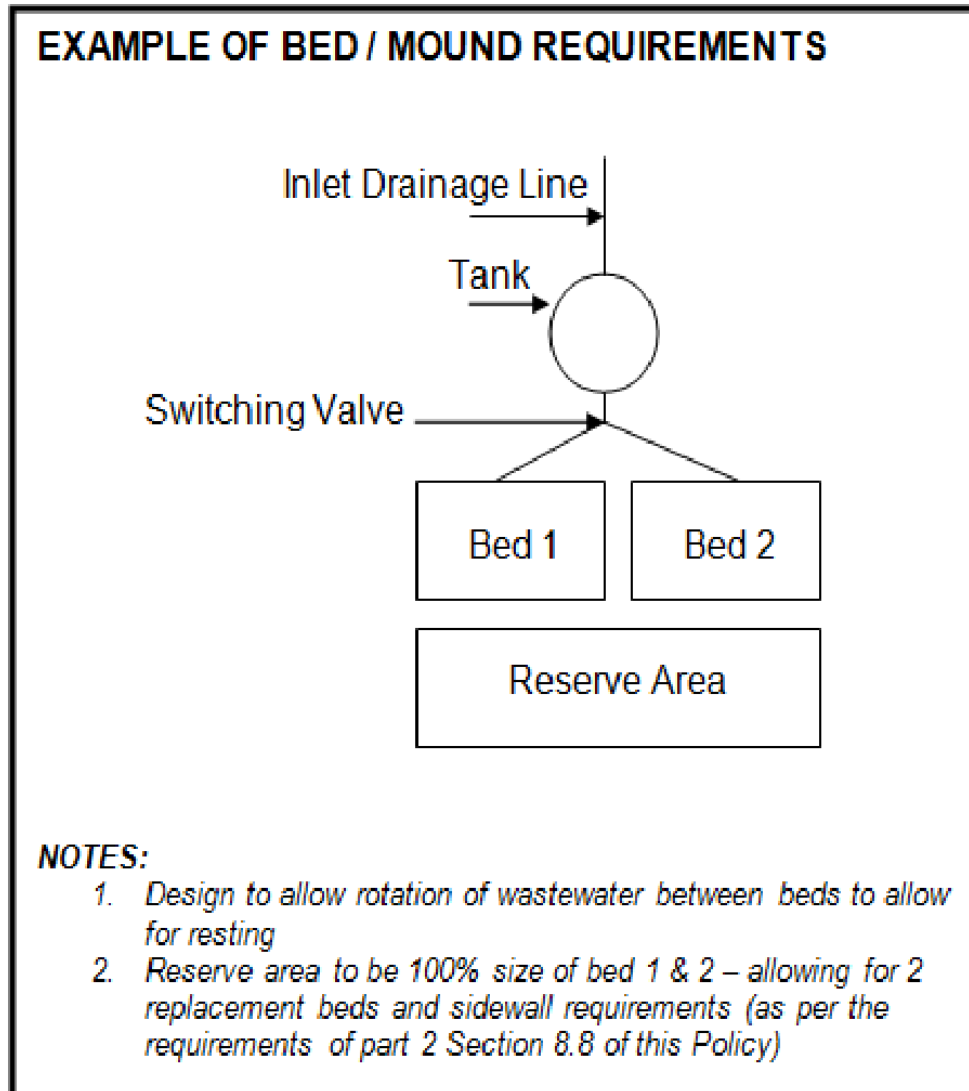 EXAMPLE OF BED / MOUND REQUIREMENTS
Inlet Drainage Line
Tank
Switching Valve
Bed 1
Bed 2
Reserve Area
NOTES:
1. Design to allow rotation of wastewater between beds to allow
for resting
2. Reserve area to be 100% size of bed 1 & 2 – allowing for 2
replacement beds and sidewall requirements (as per the
requirements of part 2 Section 8.8 of this Policy)